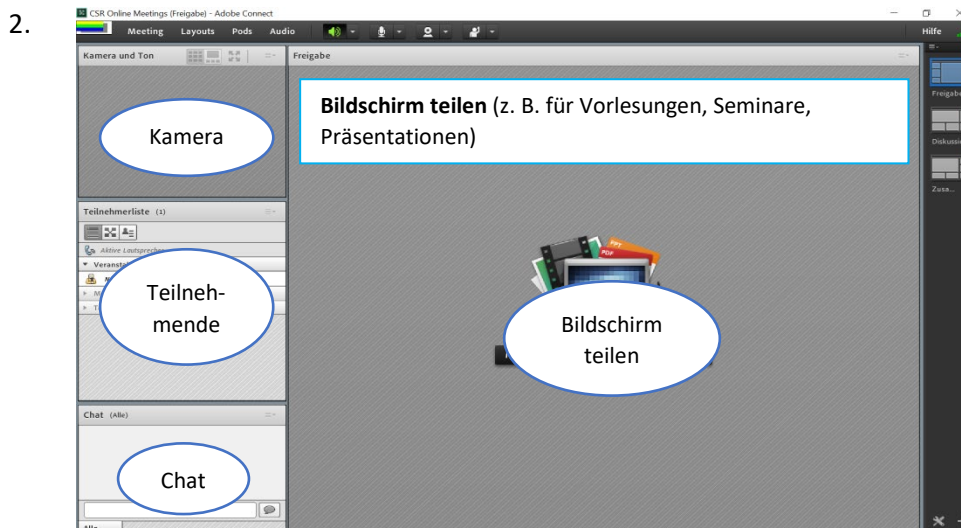 2.
CSR Online Meetings (Freigabe) - Adobe Connect
Meeting Layouts Pods Audio Hilfe
Kamera und Ton
Freigabe
Bildschirm teilen (z. B. für Vorlesungen, Seminare,
Präsentationen)
Kamera
Freigabe
Teilnehmerliste (1)
Aktive Lautsprecher
Teilneh-
mende
PPT
PDF
Bildschirm
teilen
Zusa...
Chat (Alle)
Chat
Alle